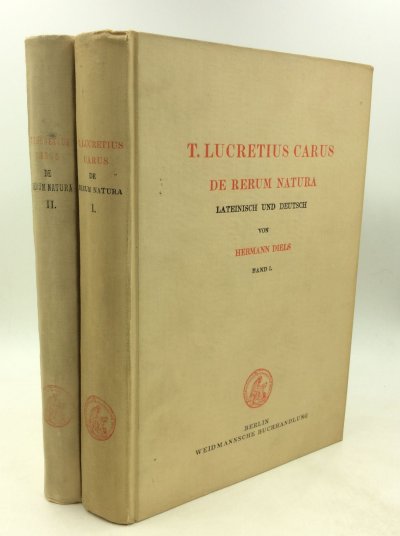 T. LUCRETIUS CARUS
DE RERUM NATURA
LATEINISCH UND DEUTSCH
VON
HERMANN DIELS
BAND I.
BERLIN
WEIDMANNSCHE BUCHHANDLUNG
T. LUCRETIUS
CARUS
DE
RERUM NATURA
I.
CARUS
DE
RERUM NATURA
II.